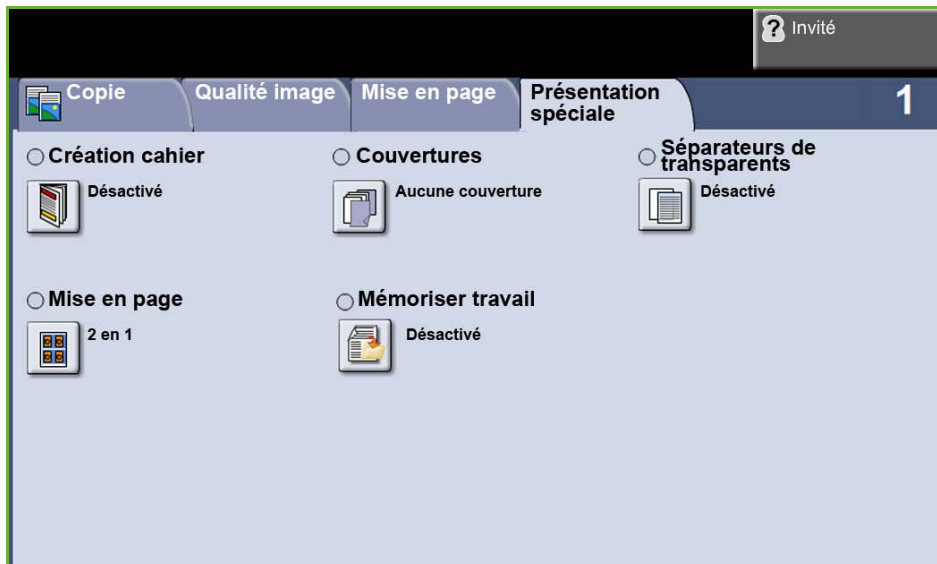 Invité
Copie
Qualité image
Mise en page
Présentation
spéciale
1
Création cahier
Désactivé
Couvertures
Aucune couverture
Séparateurs de
transparents
Désactivé
Mise en page
2 en 1
Mémoriser travail
Désactivé